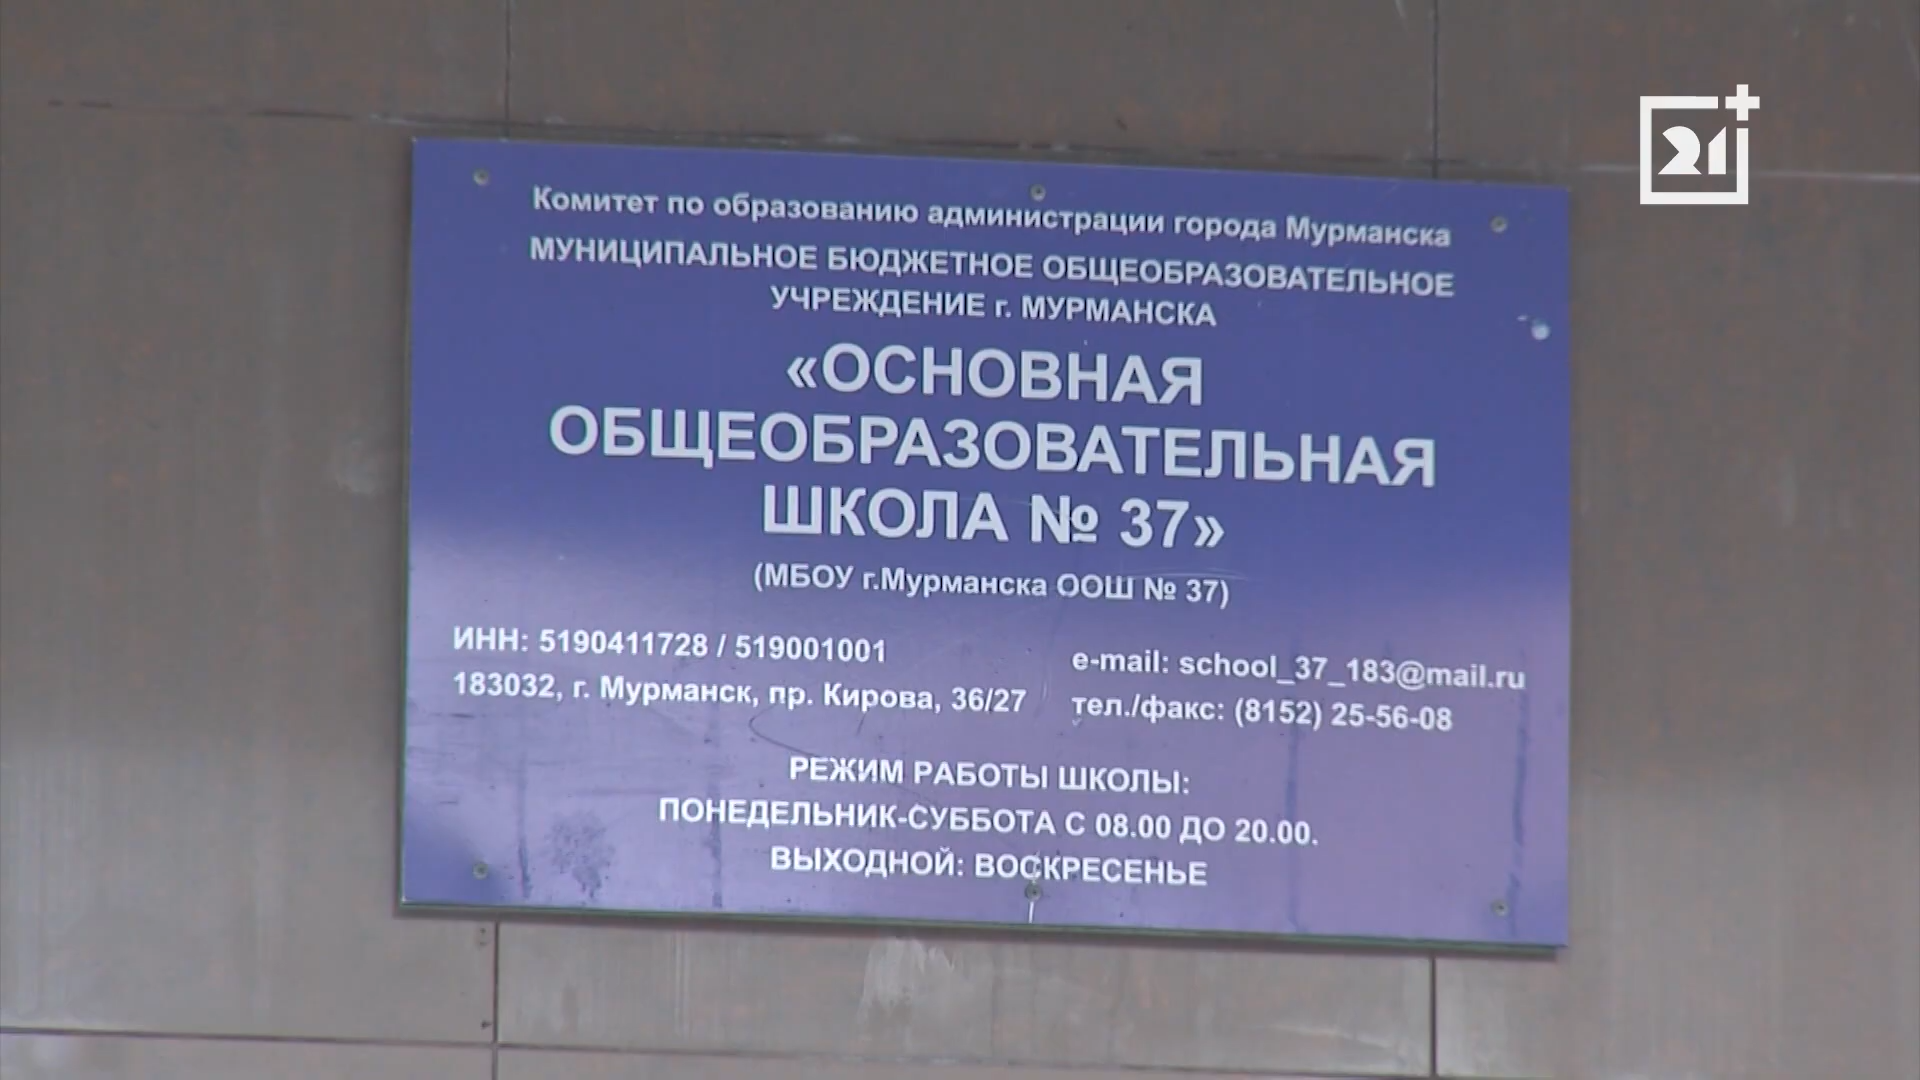 21+
Комитет по образованию администрации города Мурманска
МУНИЦИПАЛЬНОЕ БЮДЖЕТНОЕ ОБЩЕОБРАЗОВАТЕЛЬНОЕ
УЧРЕЖДЕНИЕ г. МУРМАНСКА
«ОСНОВНАЯ
ОБЩЕОБРАЗОВАТЕЛЬНАЯ
ШКОЛА № 37»
(МБОУ г.Мурманска ООШ № 37)
ИНН: 5190411728 / 519001001
183032, г. Мурманск, пр. Кирова, 36/27
e-mail: school_37_183@mail.ru
тел./факс: (8152) 25-56-08
РЕЖИМ РАБОТЫ ШКОЛЫ:
ПОНЕДЕЛЬНИК-СУББОТА С 08.00 ДО 20.00.
ВЫХОДНОЙ: ВОСКРЕСЕНЬЕ